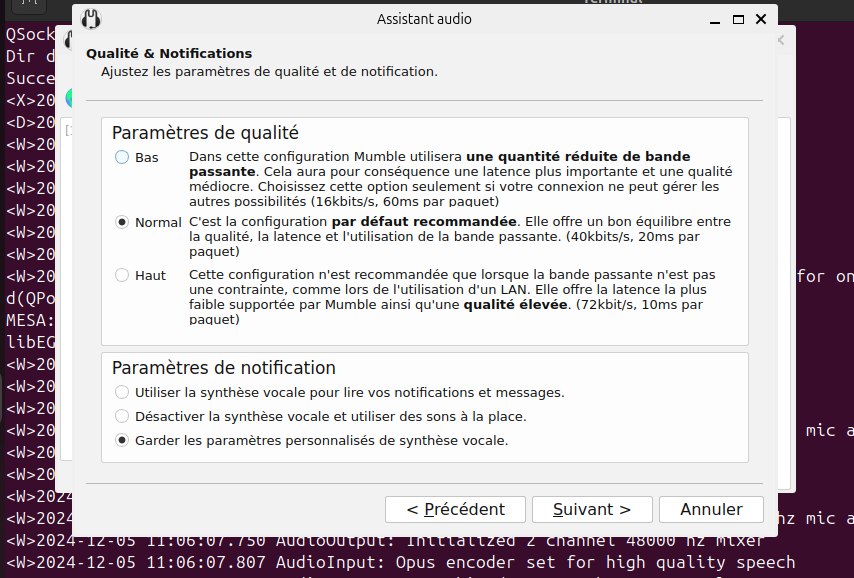 Terminal
Assistant audio
QSock
Dir d
Succe
<X>20
<D>20
<W>20
<W>20
<W>20
<W>20
<W>20
<W>20
<W>20 for on
d(QPo
MESA:
libEG
<W>20
<W>20
<W>20
<W>20 mic a
<W>20
<W>20
<W>2024
<W>2024 hz mic a
<W>2024-12-05 11:06:07.750 AudioOutput: Initialized 2 channel 48000 hz mixer
<W>2024-12-05 11:06:07.807 AudioInput: Opus encoder set for high quality speech
Qualité & Notifications
Ajustez les paramètres de qualité et de notification.
Paramètres de qualité
Bas
Dans cette configuration Mumble utilisera une quantité réduite de bande
passante. Cela aura pour conséquence une latence plus importante et une qualité
médiocre. Choisissez cette option seulement si votre connexion ne peut gérer les
autres possibilités (16kbits/s, 60ms par paquet)
Normal
C'est la configuration par défaut recommandée. Elle offre un bon équilibre entre
la qualité, la latence et l'utilisation de la bande passante. (40kbits/s, 20ms par
paquet)
Haut
Cette configuration n'est recommandée que lorsque la bande passante n'est pas
une contrainte, comme lors de l'utilisation d'un LAN. Elle offre la latence la plus
faible supportée par Mumble ainsi qu'une qualité élevée. (72kbit/s, 10ms par
paquet)
Paramètres de notification
Utiliser la synthèse vocale pour lire vos notifications et messages.
Désactiver la synthèse vocale et utiliser des sons à la place.
Garder les paramètres personnalisés de synthèse vocale.
< Précédent
Suivant >
Annuler